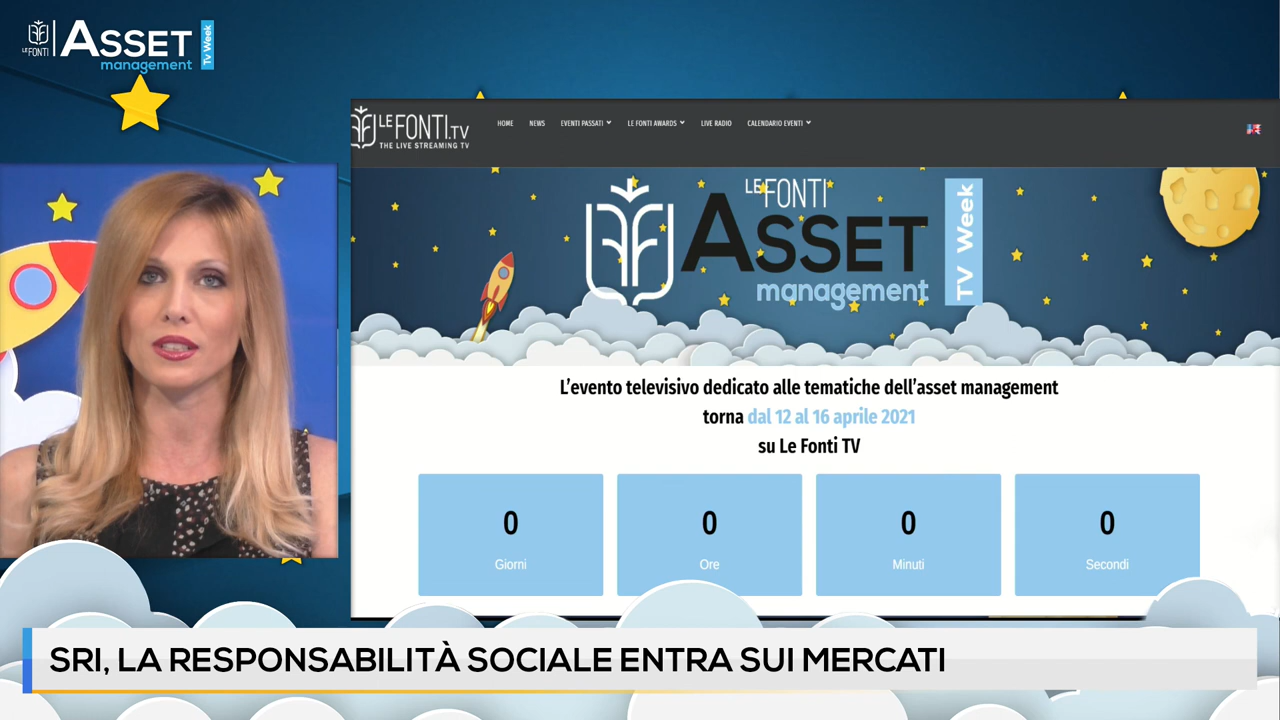 LE FONTI
ASSET
management
Tv Week
LE FONTI.TV
THE LIVE STREAMING TV
HOME NEWS EVENTI PASSATI LE FONTI AWARDS LIVE RADIO CALENDARIO EVENTI
LE FONTI
ASSET
management
TV Week
L'evento televisivo dedicato alle tematiche dell'asset management
torna dal 12 al 16 aprile 2021
su Le Fonti TV
0 0 0 0
Giorni Ore Minuti Secondi
SRI, LA RESPONSABILITÀ SOCIALE ENTRA SUI MERCATI